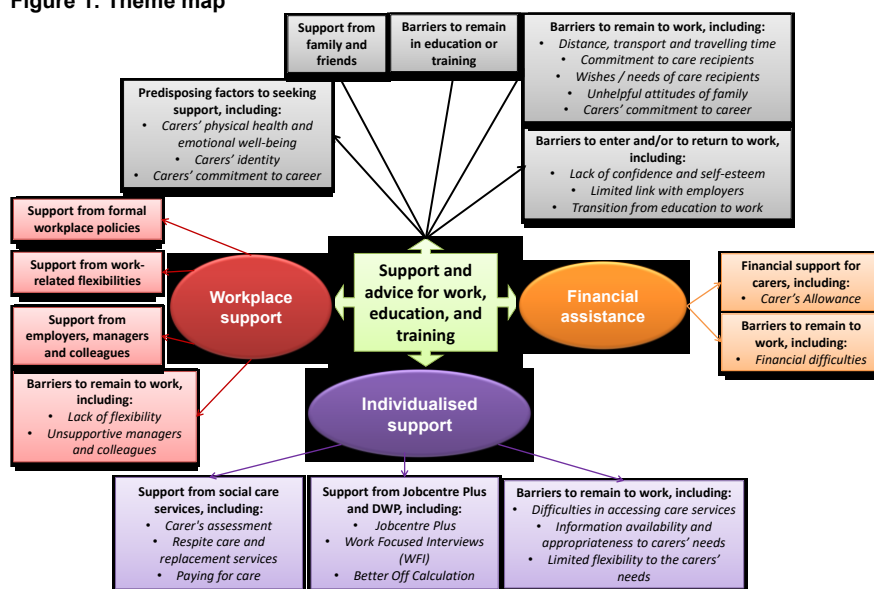 Figure 1. Theme map
Support from
family and
friends
Barriers to remain
in education or
training
Barriers to remain to work, including:
• Distance, transport and travelling time
• Commitment to care recipients
• Wishes / needs of care recipients
• Unhelpful attitudes of family
• Carers' commitment to career
Predisposing factors to seeking
support, including:
• Carers' physical health and
emotional well-being
• Carers' identity
• Carers' commitment to career
Barriers to enter and/or to return to work,
including:
• Lack of confidence and self-esteem
• Limited link with employers
• Transition from education to work
Support from formal
workplace policies
Support from work-
related flexibilities
Support from
employers, managers
and colleagues
Barriers to remain to work,
including:
• Lack of flexibility
• Unsupportive managers
and colleagues
Workplace
support
Support and
advice for work,
education, and
training
Financial
assistance
Financial support for
carers, including:
• Carer's Allowance
Barriers to remain to
work, including:
• Financial difficulties
Individualised
support
Support from social care
services, including:
• Carer's assessment
• Respite care and
replacement services
• Paying for care
Support from Jobcentre Plus
and DWP, including:
• Jobcentre Plus
• Work Focused Interviews
(WFI)
• Better Off Calculation
Barriers to remain to work, including:
• Difficulties in accessing care services
• Information availability and
appropriateness to carers' needs
• Limited flexibility to the carers'
needs